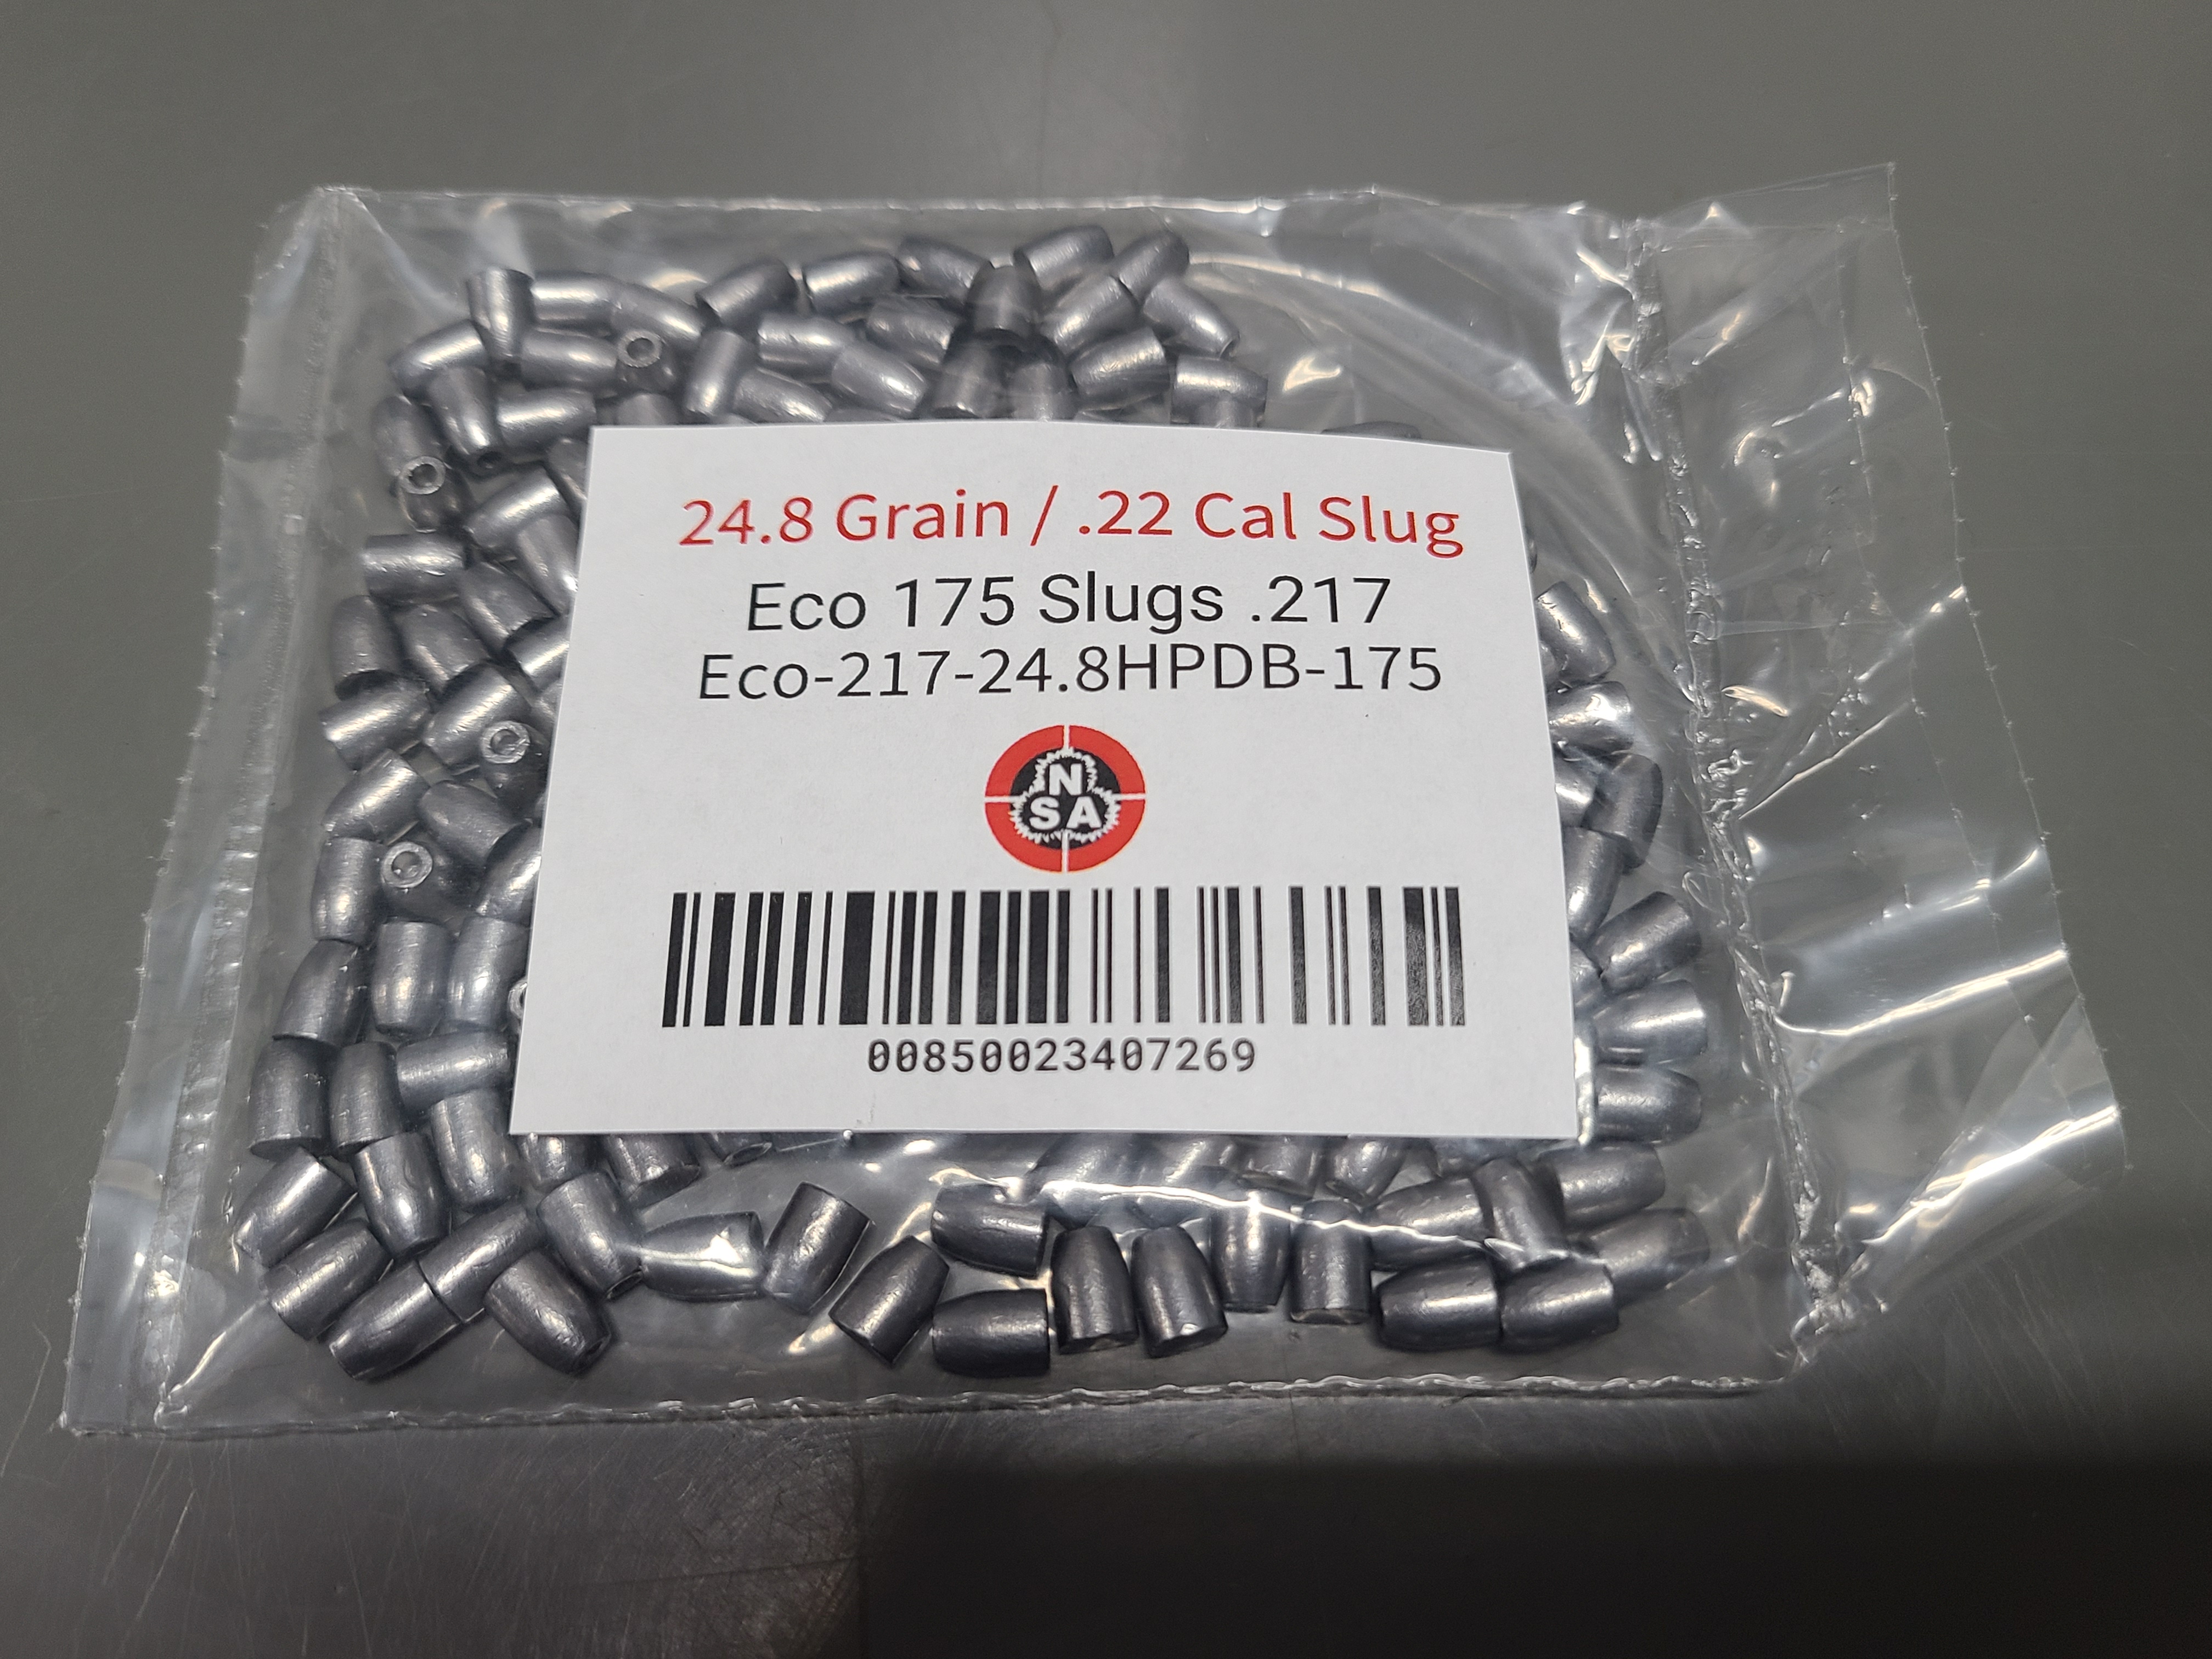 24.8 Grain / .22 Cal Slug
Eco 175 Slugs .217
Eco-217-24.8HPDB-175
N
SA
00850023407269